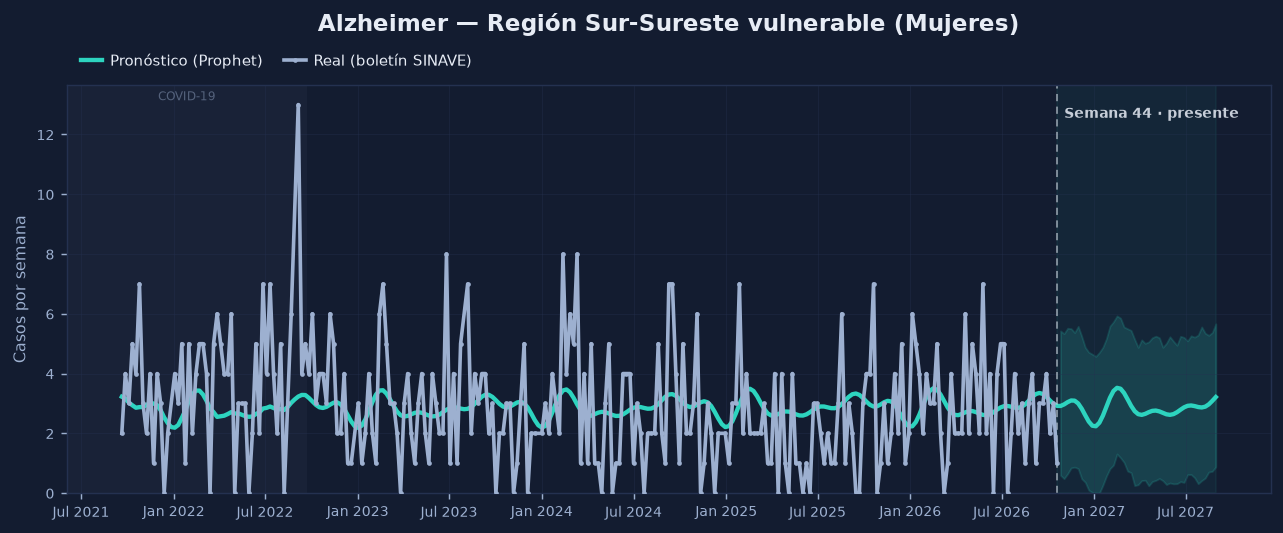 Alzheimer — Región Sur-Sureste vulnerable (Mujeres)
Pronóstico (Prophet)
Real (boletín SINAVE)
COVID-19
Semana 44 · presente
Casos por semana
12
10
8
6
4
2
0
Jul 2021
Jan 2022
Jul 2022
Jan 2023
Jul 2023
Jan 2024
Jul 2024
Jan 2025
Jul 2025
Jan 2026
Jul 2026
Jan 2027
Jul 2027